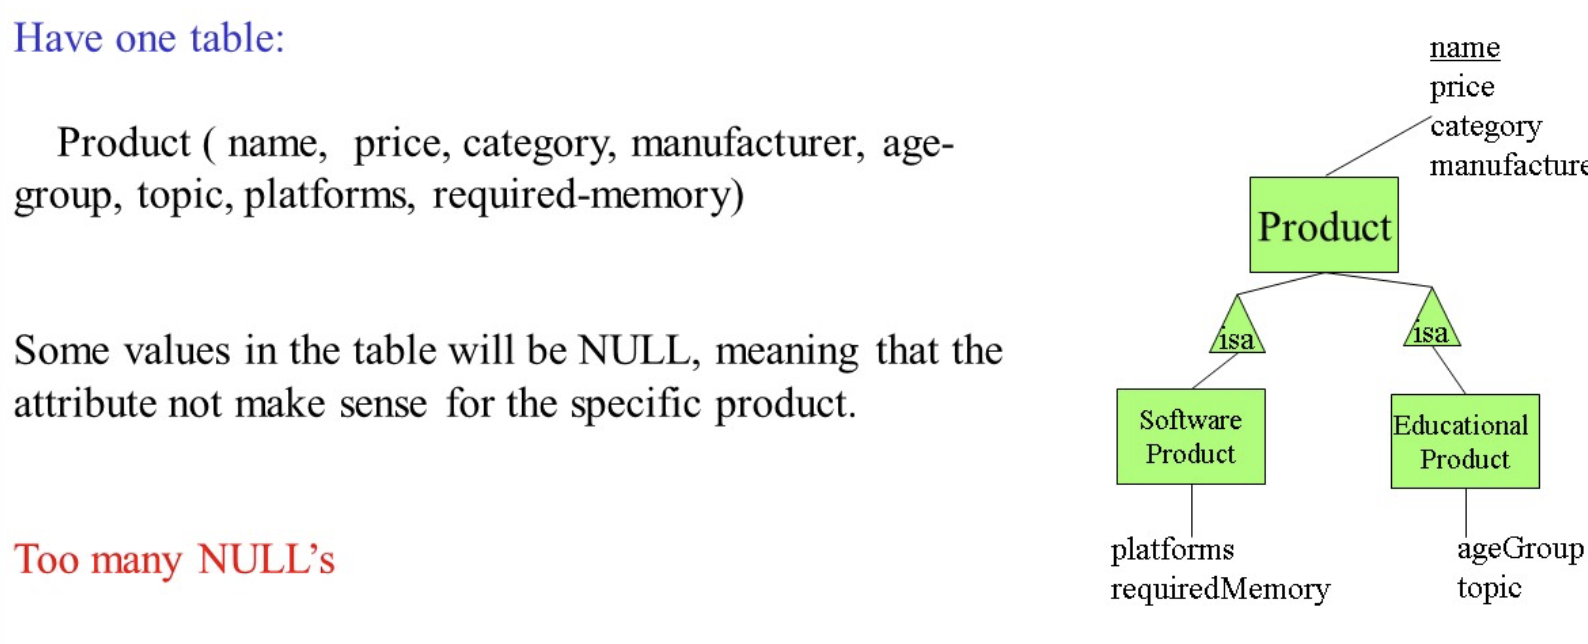 Have one table:
Product ( name, price, category, manufacturer, age-
group, topic, platforms, required-memory)
Some values in the table will be NULL, meaning that the
attribute not make sense for the specific product.
Too many NULL’s
name
price
category
manufacture
Product
isa
isa
Software
Product
Educational
Product
platforms
requiredMemory
ageGroup
topic